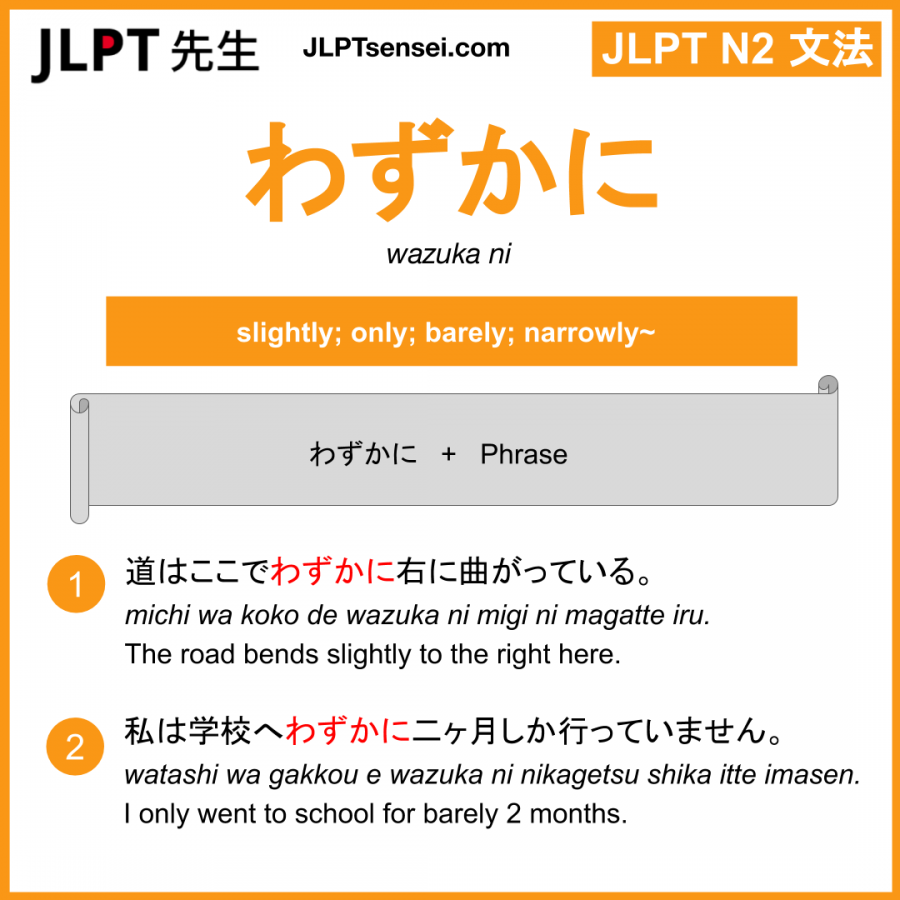 JLPT 先生
JLPTsensei.com
JLPT N2 文法
わずかに
wazuka ni
slightly; only; barely; narrowly~
わずかに + Phrase
1
道はここでわずかに右に曲がっている。
michi wa koko de wazuka ni migi ni magatte iru.
The road bends slightly to the right here.
2
私は学校へわずかに二ヶ月しか行っていません。
watashi wa gakkou e wazuka ni nikagetsu shika itte imasen.
I only went to school for barely 2 months.